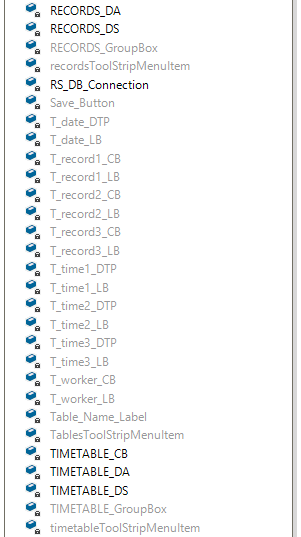 RECORDS_DA
RECORDS_DS
RECORDS_GroupBox
recordsToolStripMenuItem
RS_DB_Connection
Save_Button
T_date_DTP
T_date_LB
T_record1_CB
T_record1_LB
T_record2_CB
T_record2_LB
T_record3_CB
T_record3_LB
T_time1_DTP
T_time1_LB
T_time2_DTP
T_time2_LB
T_time3_DTP
T_time3_LB
T_worker_CB
T_worker_LB
Table_Name_Label
TablesToolStripMenuItem
TIMETABLE_CB
TIMETABLE_DA
TIMETABLE_DS
TIMETABLE_GroupBox
timetableToolStripMenuItem